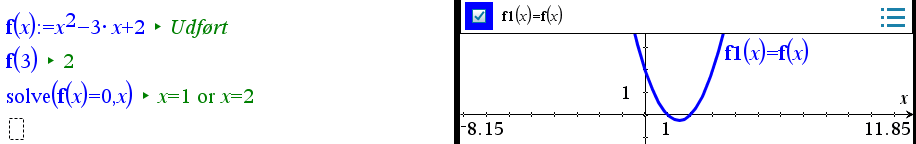 f(x):=x²−3·x+2 ▸ Udført
f(3) ▸ 2
solve(f(x)=0,x) ▸ x=1 or x=2
f1(x)=f(x)
f1(x)=f(x)
1
x
-8.15
1
11.85